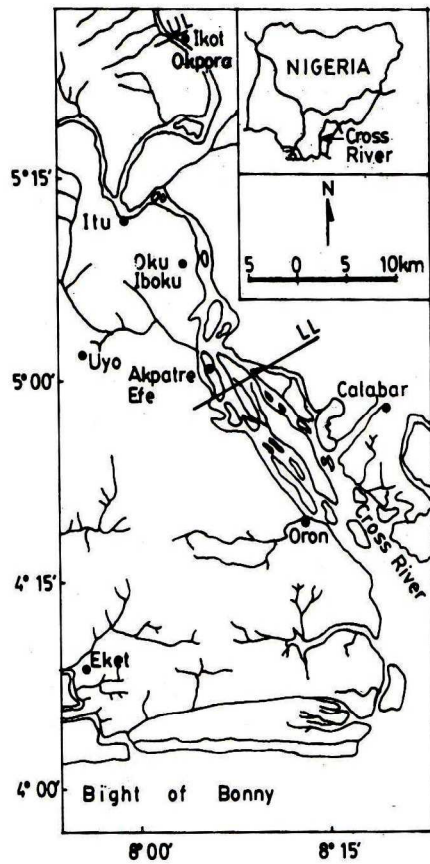 UL
Ikot
Okpora
NIGERIA
Cross
River
5° 15'
N
Itu
5 0 5 10km
Oku
Iboku
LL
Uyo
Akpatre
Efe
5° 00'
Calabar
Cross River
Oron
4° 15'
Eket
4° 00'
Bight of Bonny
8° 00'
8° 15'